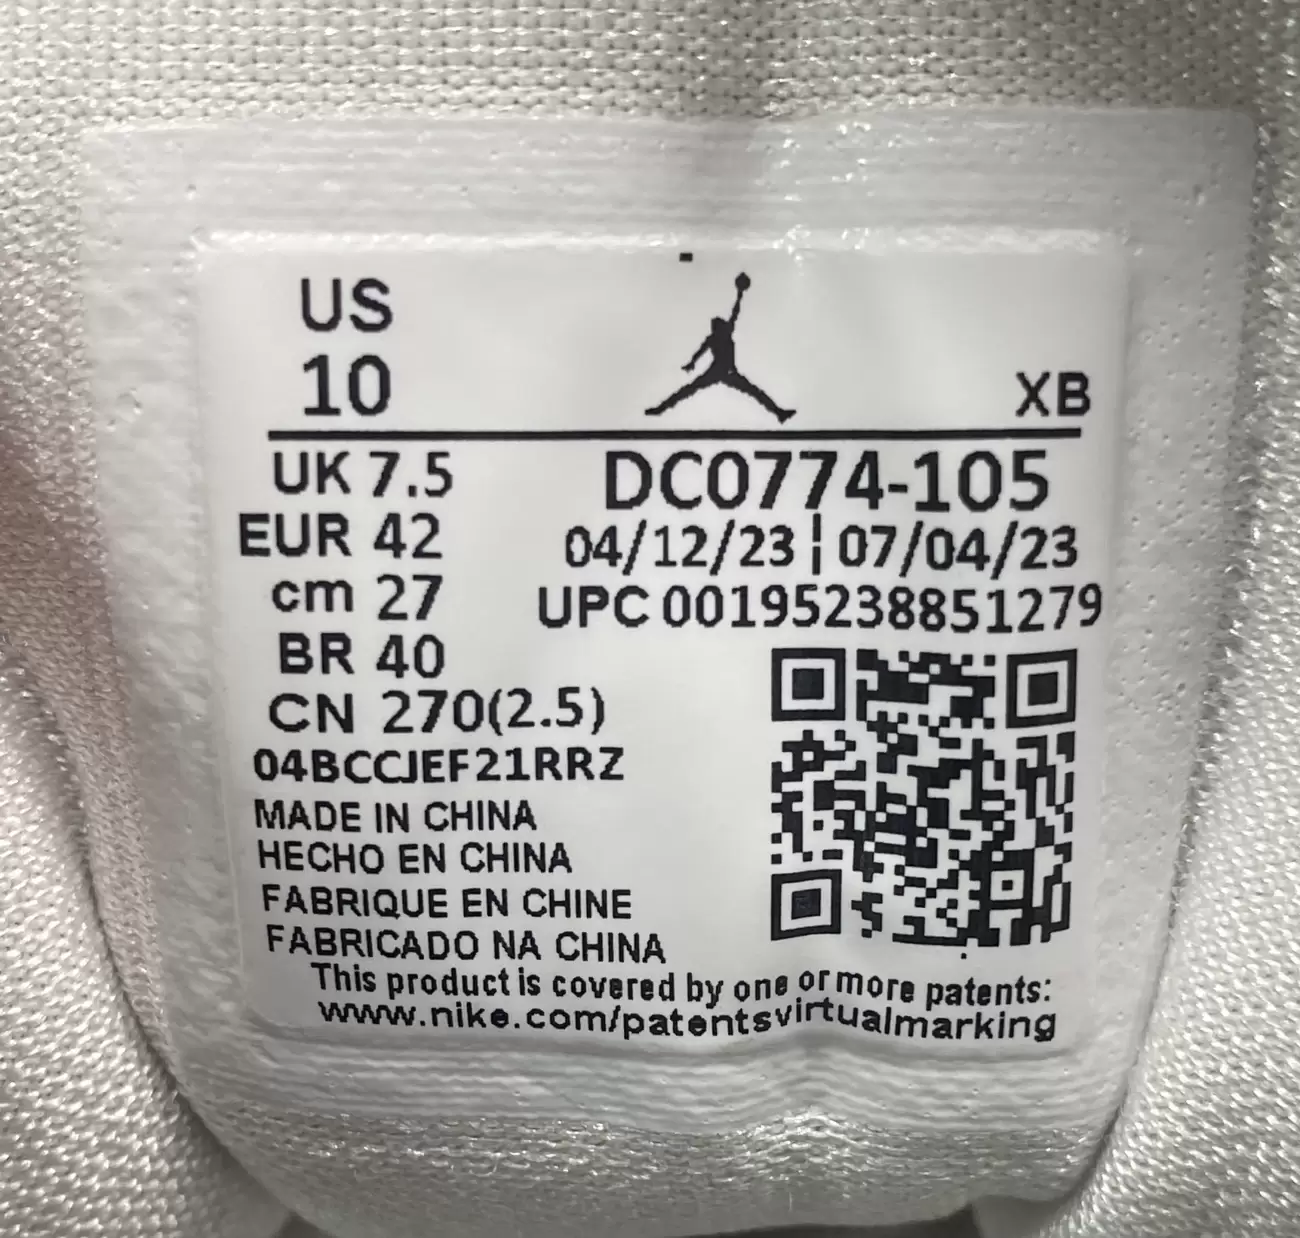 US
10
XB
UK 7.5
DC0774-105
EUR 42
04/12/23 ¦ 07/04/23
cm 27
UPC 00195238851279
BR 40
CN 270(2.5)
04BCCJEF21RRZ
MADE IN CHINA
HECHO EN CHINA
FABRIQUE EN CHINE
FABRICADO NA CHINA
This product is covered by one or more patents:
www.nike.com/patentsvirtualmarking